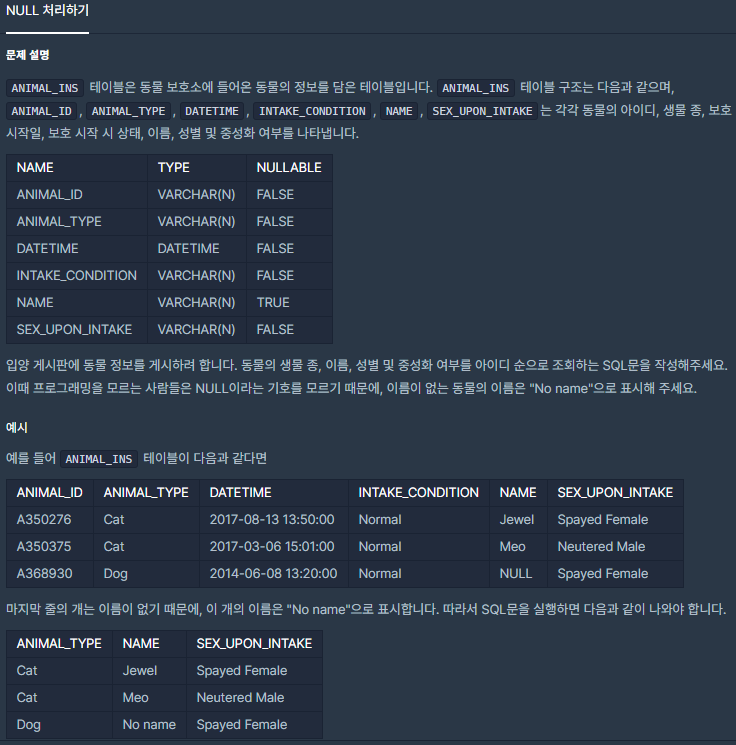 NULL 처리하기
문제 설명
ANIMAL_INS 테이블은 동물 보호소에 들어온 동물의 정보를 담은 테이블입니다. ANIMAL_INS 테이블 구조는 다음과 같으며,
ANIMAL_ID, ANIMAL_TYPE, DATETIME, INTAKE_CONDITION, NAME, SEX_UPON_INTAKE는 각각 동물의 아이디, 생물 종, 보호
시작일, 보호 시작 시 상태, 이름, 성별 및 중성화 여부를 나타냅니다.
NAME TYPE NULLABLE
ANIMAL_ID VARCHAR(N) FALSE
ANIMAL_TYPE VARCHAR(N) FALSE
DATETIME DATETIME FALSE
INTAKE_CONDITION VARCHAR(N) FALSE
NAME VARCHAR(N) TRUE
SEX_UPON_INTAKE VARCHAR(N) FALSE
입양 게시판에 동물 정보를 게시하려 합니다. 동물의 생물 종, 이름, 성별 및 중성화 여부를 아이디 순으로 조회하는 SQL문을 작성해주세요.
이때 프로그래밍을 모르는 사람들은 NULL이라는 기호를 모르기 때문에, 이름이 없는 동물의 이름은 "No name"으로 표시해 주세요.
예시
예를 들어 ANIMAL_INS 테이블이 다음과 같다면
ANIMAL_ID ANIMAL_TYPE DATETIME INTAKE_CONDITION NAME SEX_UPON_INTAKE
A350276 Cat 2017-08-13 13:50:00 Normal Jewel Spayed Female
A350375 Cat 2017-03-06 15:01:00 Normal Meo Neutered Male
A368930 Dog 2014-06-08 13:20:00 Normal NULL Spayed Female
마지막 줄의 개는 이름이 없기 때문에, 이 개의 이름은 "No name"으로 표시합니다. 따라서 SQL문을 실행하면 다음과 같이 나와야 합니다.
ANIMAL_TYPE NAME SEX_UPON_INTAKE
Cat Jewel Spayed Female
Cat Meo Neutered Male
Dog No name Spayed Female